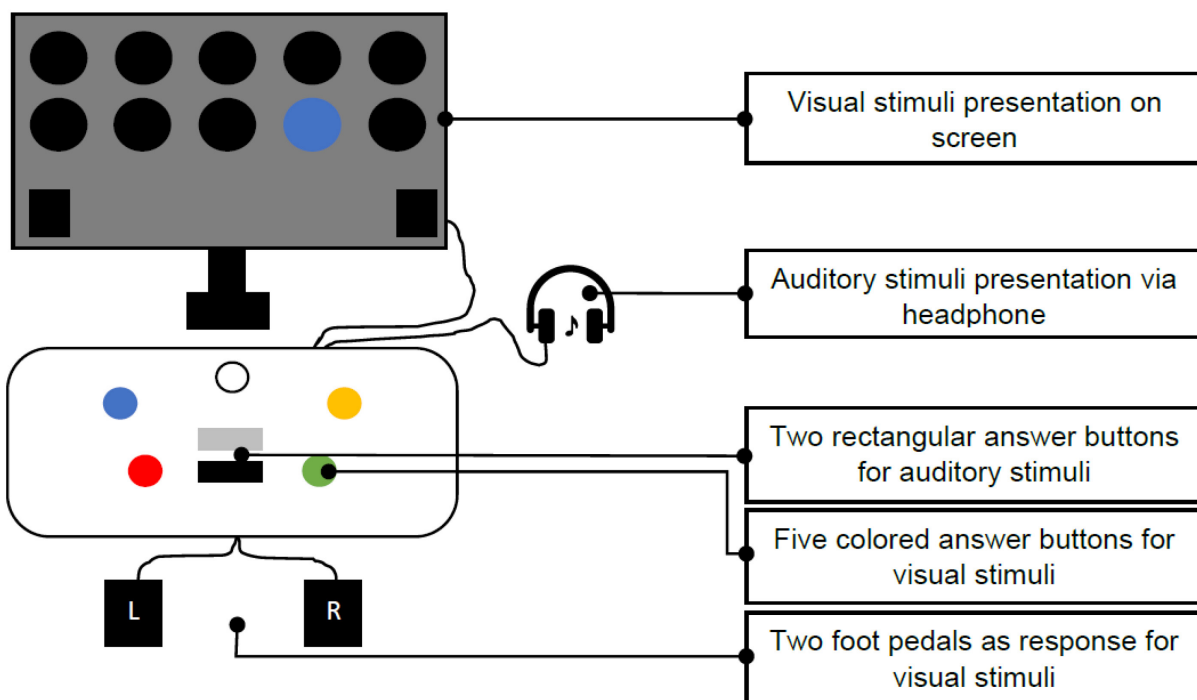 Visual stimuli presentation on
screen
Auditory stimuli presentation via
headphone
Two rectangular answer buttons
for auditory stimuli
Five colored answer buttons for
visual stimuli
L
R
Two foot pedals as response for
visual stimuli